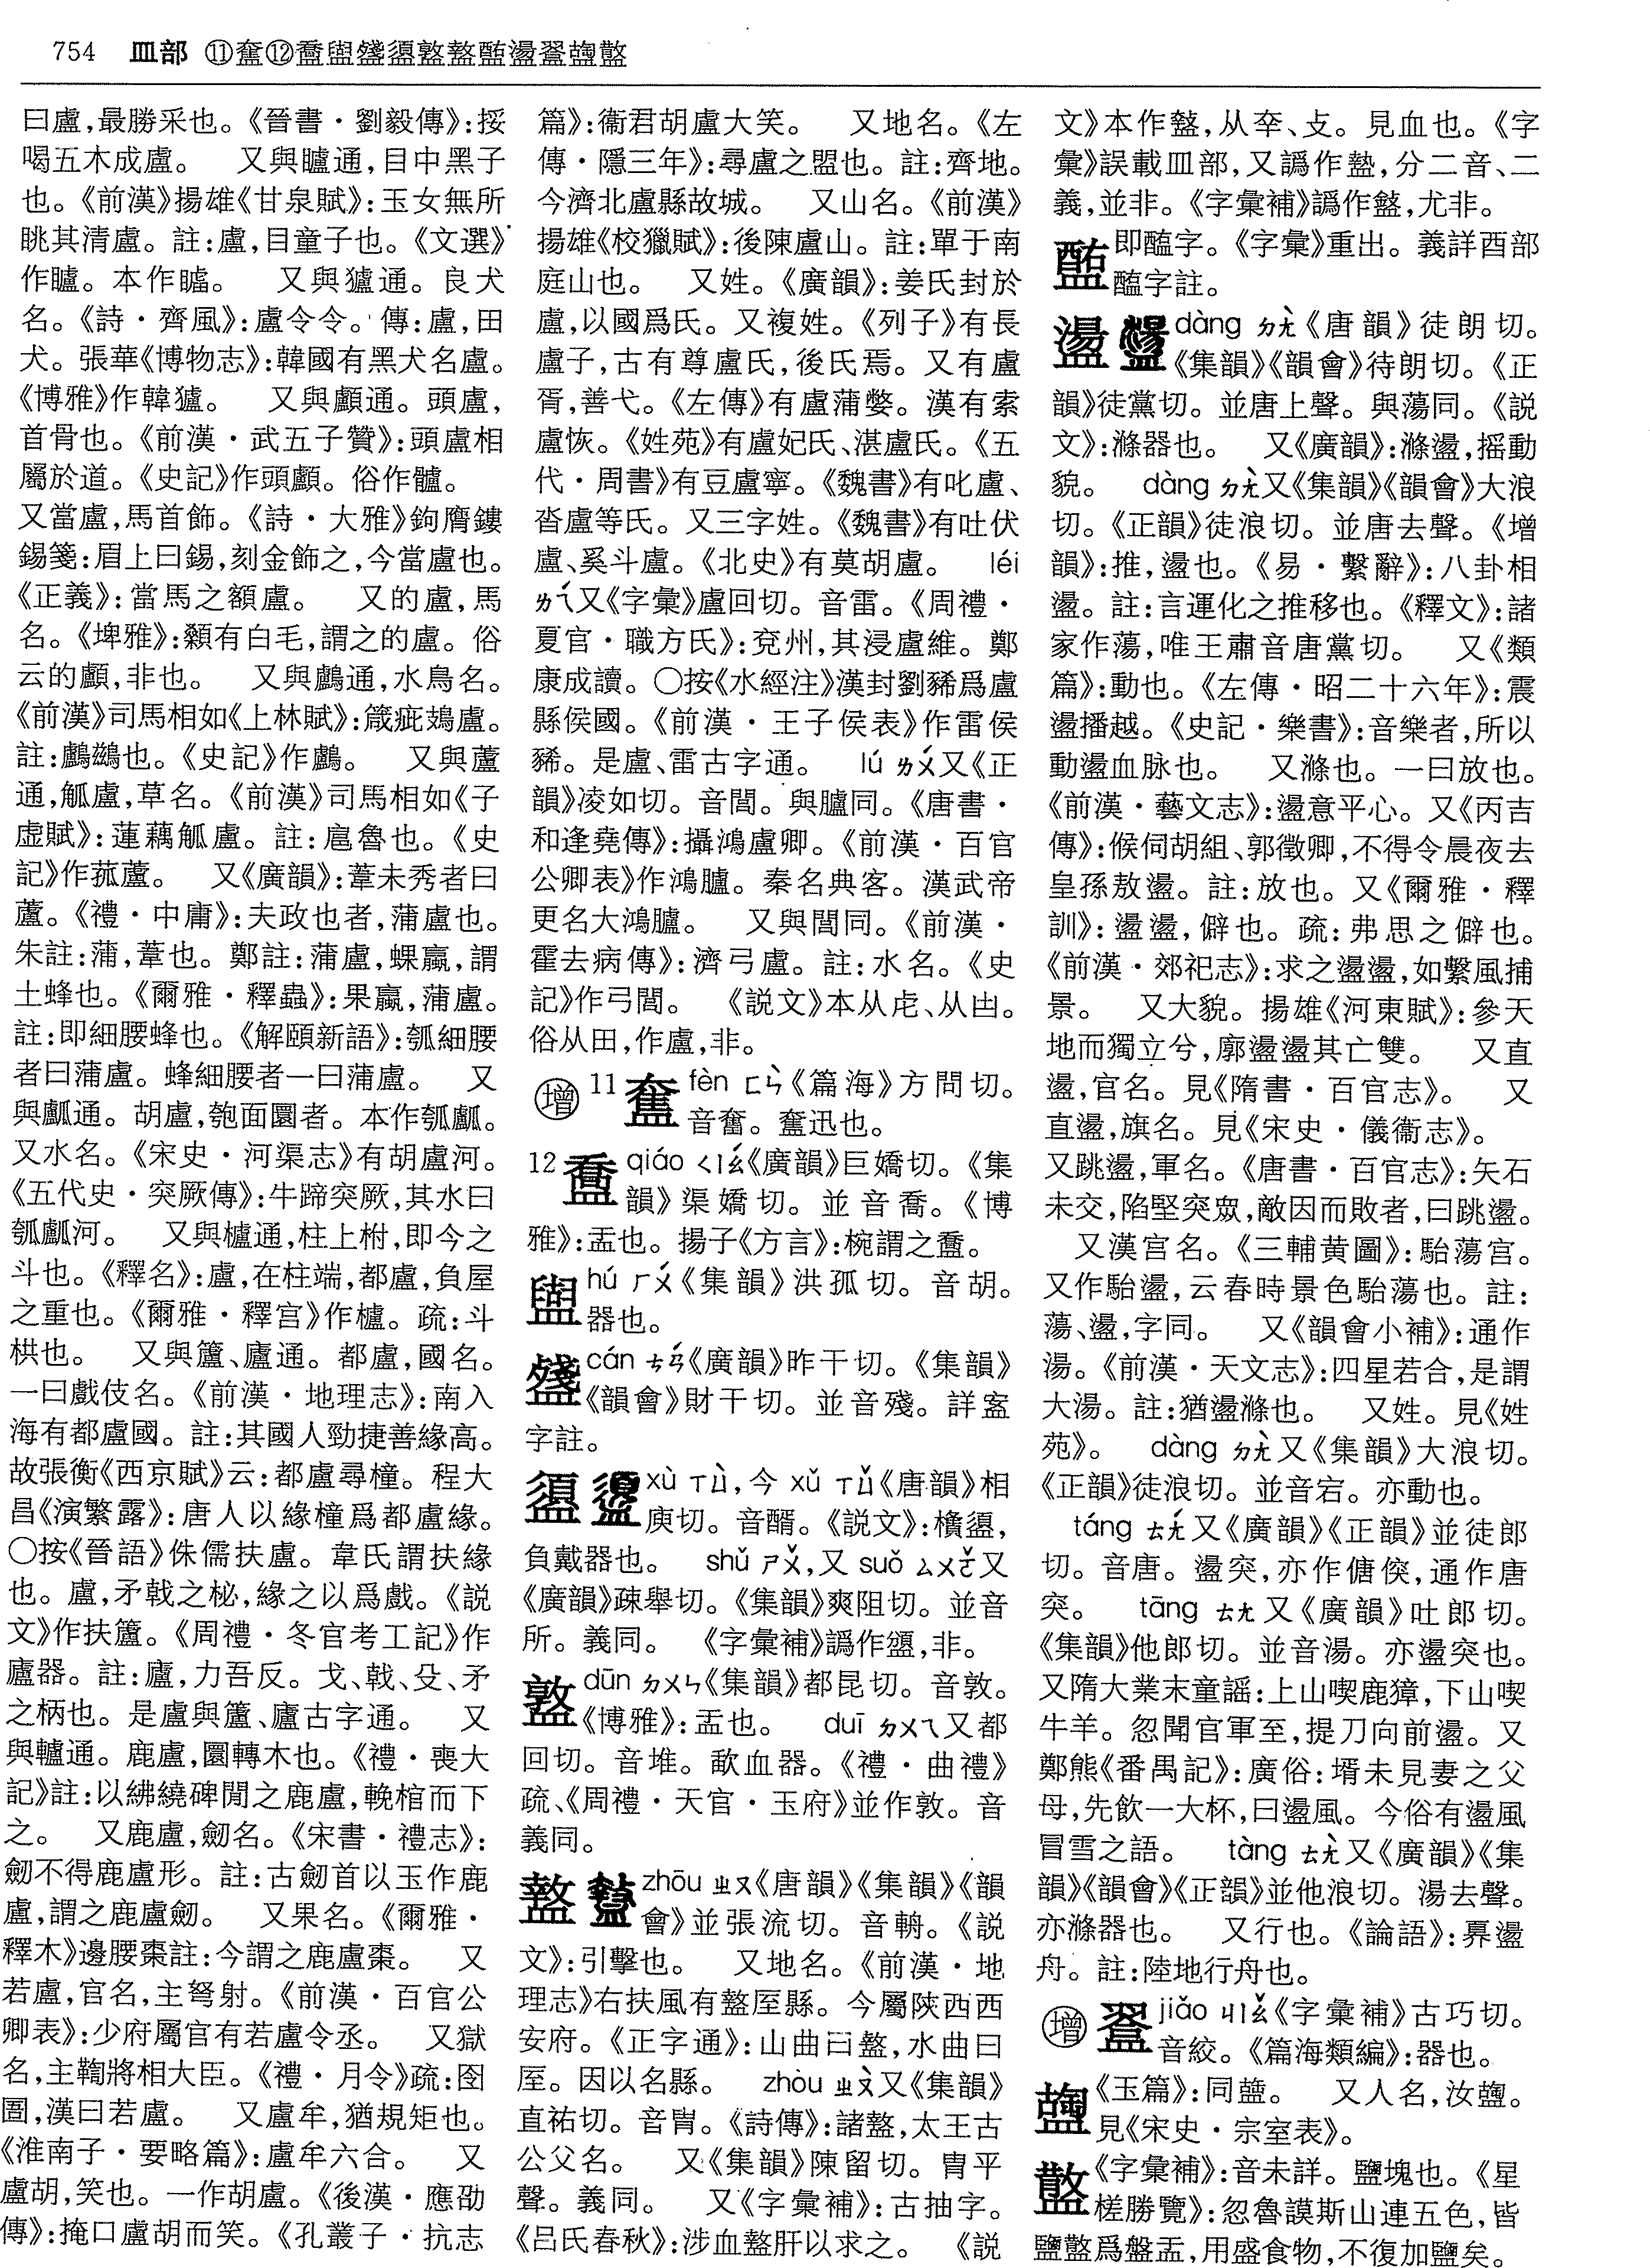 754 皿部 ⑪奮⑫
曰盧,最勝采也。《晉書·劉毅傳》:挼
喝五木成盧。 又與矑通,目中黑子
也。《前漢》揚雄《甘泉賦》:玉女無所
眺其清盧。註:盧,目童子也。《文選》
作矑。本作𥌒。 又與獹通。良犬
名。《詩·齊風》:盧令令。傳:盧,田
犬。張華《博物志》:韓國有黑犬名盧。
《博雅》作韓獹。 又與顱通。頭盧,
首骨也。《前漢·武五子贊》:頭盧相
屬於道。《史記》作頭顱。俗作髗。
又當盧,馬首飾。《詩·大雅》鉤膺鏤
鍚箋:眉上曰鍚,刻金飾之,今當盧也。
《正義》:當馬之額盧。 又的盧,馬
名。《埤雅》:顙有白毛,謂之的盧。俗
云的顱,非也。 又與鸕通,水鳥名。
《前漢》司馬相如《上林賦》:箴疵鵁盧。
註:鸕鷀也。《史記》作鸕。 又與蘆
通,觚盧,草名。《前漢》司馬相如《子
虛賦》:蓮藕觚盧。註:扈魯也。《史
記》作菰蘆。 又《廣韻》:葦未秀者曰
蘆。《禮·中庸》:夫政也者,蒲盧也。
朱註:蒲,葦也。鄭註:蒲盧,蜾蠃,謂
土蜂也。《爾雅·釋蟲》:果蠃,蒲盧。
註:即細腰蜂也。《解頤新語》:瓠細腰
者曰蒲盧。蜂細腰者一曰蒲盧。 又
與㼧通。胡盧,匏而圜者。本作瓠㼧。
又水名。《宋史·河渠志》有胡盧河。
《五代史·突厥傳》:牛蹄突厥,其水曰
瓠㼧河。 又與櫨通,柱上柎,即今之
斗也。《釋名》:盧,在柱端,都盧,負屋
之重也。《爾雅·釋宫》作櫨。疏:斗
栱也。 又與籚、廬通。都盧,國名。
一曰戲伎名。《前漢·地理志》:南入
海有都盧國。註:其國人勁捷善緣高。
故張衡《西京賦》云:都盧尋橦。程大
昌《演繁露》:唐人以緣橦爲都盧緣。
〇按《晉語》侏儒扶盧。韋氏謂扶緣
也。盧,矛戟之柲,緣之以爲戲。《説
文》作扶籚。《周禮·冬官考工記》作
廬器。註:廬,力吾反。戈、戟、殳、矛
之柄也。是盧與籚、廬古字通。 又
與轤通。鹿盧,圜轉木也。《禮·喪大
記》註:以紼繞碑閒之鹿盧,輓棺而下
之。 又鹿盧,劒名。《宋書·禮志》:
劒不得鹿盧形。註:古劒首以玉作鹿
盧,謂之鹿盧劒。 又果名。《爾雅·
釋木》邊腰棗註:今謂之鹿盧棗。 又
若盧,官名,主弩射。《前漢·百官公
卿表》:少府屬官有若盧令丞。 又獄
名,主鞫將相大臣。《禮·月令》疏:囹
圄,漢曰若盧。 又盧牟,猶規矩也。
《淮南子·要略篇》:盧牟六合。 又
盧胡,笑也。一作胡盧。《後漢·應劭
傳》:掩口盧胡而笑。《孔叢子·抗志
篇》:衞君胡盧大笑。 又地名。《左
傳·隱三年》:尋盧之盟也。註:齊地。
今濟北盧縣故城。 又山名。《前漢》
揚雄《校獵賦》:後陳盧山。註:單于南
庭山也。 又姓。《廣韻》:姜氏封於
盧,以國爲氏。又複姓。《列子》有長
盧子,古有尊盧氏,後氏焉。又有盧
胥,善弋。《左傳》有盧蒲嫳。漢有索
盧恢。《姓苑》有盧妃氏、湛盧氏。《五
代·周書》有豆盧寧。《魏書》有叱盧、
沓盧等氏。又三字姓。《魏書》有吐伏
盧、奚斗盧。《北史》有莫胡盧。 léi
ㄌㄟˊ又《字彙》盧回切。音雷。《周禮·
夏官·職方氏》:兗州,其浸盧維。鄭
康成讀。〇按《水經注》漢封劉豨爲盧
縣侯國。《前漢·王子侯表》作雷侯
豨。是盧、雷古字通。 lú ㄌㄨˊ又《正
韻》凌如切。音閭。與臚同。《唐書·
和逢堯傳》:攝鴻盧卿。《前漢·百官
公卿表》作鴻臚。秦名典客。漢武帝
更名大鴻臚。 又與閭同。《前漢·
霍去病傳》:濟弓盧。註:水名。《史
記》作弓閭。 《説文》本从虍、从甾。
俗从田,作盧,非。
増 11 fèn ㄈㄣˋ《篇海》方問切。
音奮。奮迅也。
12 qiáo ㄑㄧㄠˊ《廣韻》巨嬌切。《集
韻》渠嬌切。並音喬。《博
雅》:盂也。揚子《方言》:椀謂之䀉。
hú ㄏㄨˊ《集韻》洪孤切。音胡。
器也。
cán ㄘㄢˊ《廣韻》昨干切。《集韻》
《韻會》財干切。並音殘。詳
字註。
盨 xù ㄒㄩˋ,今 xǔ ㄒㄩˇ《唐韻》相
庾切。音醑。《説文》:㰐盨,
負戴器也。 shǔ ㄕㄨˇ,又 suǒ ㄙㄨㄛˇ又
《廣韻》疎舉切。《集韻》爽阻切。並音
所。義同。 《字彙補》譌作,非。
dūn ㄉㄨㄣ《集韻》都昆切。音敦。
《博雅》:盂也。 duī ㄉㄨㄟ又都
回切。音堆。歃血器。《禮·曲禮》
疏、《周禮·天官·玉府》並作敦。音
義同。
盩 zhōu ㄓㄡ《唐韻》《集韻》《韻
會》並張流切。音輈。《説
文》:引擊也。 又地名。《前漢·地
理志》右扶風有盩厔縣。今屬陝西西
安府。《正字通》:山曲曰盩,水曲曰
厔。因以名縣。 zhòu ㄓㄡˋ又《集韻》
直祐切。音胄。《詩傳》:諸盩,太王古
公父名。 又《集韻》陳留切。胄平
聲。義同。 又《字彙補》:古抽字。
《吕氏春秋》:涉血盩肝以求之。 《説
文》本作盩,从㚔、攴。見血也。《字
彙》誤載皿部,又譌作,分二音、二
義,並非。《字彙補》譌作,尤非。
即醯字。《字彙》重出。義詳酉部
醯字註。
盪 dàng ㄉㄤˋ《唐韻》徒朗切。
《集韻》《韻會》待朗切。《正
韻》徒黨切。並唐上聲。與蕩同。《説
文》:滌器也。 又《廣韻》:滌盪,摇動
貌。 dàng ㄉㄤˋ又《集韻》《韻會》大浪
切。《正韻》徒浪切。並唐去聲。《增
韻》:推,盪也。《易·繫辭》:八卦相
盪。註:言運化之推移也。《釋文》:諸
家作蕩,唯王肅音唐黨切。 又《類
篇》:動也。《左傳·昭二十六年》:震
盪播越。《史記·樂書》:音樂者,所以
動盪血脉也。 又滌也。一曰放也。
《前漢·藝文志》:盪意平心。又《丙吉
傳》:候伺胡組、郭徵卿,不得令晨夜去
皇孫敖盪。註:放也。又《爾雅·釋
訓》:盪盪,僻也。疏:弗思之僻也。
《前漢·郊祀志》:求之盪盪,如繫風捕
景。 又大貌。揚雄《河東賦》:參天
地而獨立兮,廓盪盪其亡雙。 又直
盪,官名。見《隋書·百官志》。 又
直盪,旗名。見《宋史·儀衞志》。
又跳盪,軍名。《唐書·百官志》:矢石
未交,陷堅突衆,敵因而敗者,曰跳盪。
又漢宫名。《三輔黄圖》:駘蕩宫。
又作駘盪,云春時景色駘蕩也。註:
蕩、盪,字同。 又《韻會小補》:通作
湯。《前漢·天文志》:四星若合,是謂
大湯。註:猶盪滌也。 又姓。見《姓
苑》。 dàng ㄉㄤˋ又《集韻》大浪切。
《正韻》徒浪切。並音宕。亦動也。
táng ㄊㄤˊ又《廣韻》《正韻》並徒郎
切。音唐。盪突,亦作傏傸,通作唐
突。 tāng ㄊㄤ又《廣韻》吐郎切。
《集韻》他郎切。並音湯。亦盪突也。
又隋大業末童謡:上山喫鹿獐,下山喫
牛羊。忽聞官軍至,提刀向前盪。又
鄭熊《番禺記》:廣俗:壻未見妻之父
母,先飲一大杯,曰盪風。今俗有盪風
冒雪之語。 tàng ㄊㄤˋ又《廣韻》《集
韻》《韻會》《正韻》並他浪切。湯去聲。
亦滌器也。 又行也。《論語》:奡盪
舟。註:陸地行舟也。
増 jiǎo ㄐㄧㄠˇ《字彙補》古巧切。
音絞。《篇海類編》:器也。
《玉篇》:同。 又人名,汝。
見《宋史·宗室表》。
《字彙補》:音未詳。鹽塊也。《星
槎勝覽》:忽魯謨斯山連五色,皆
鹽爲盤盂,用盛食物,不復加鹽矣。